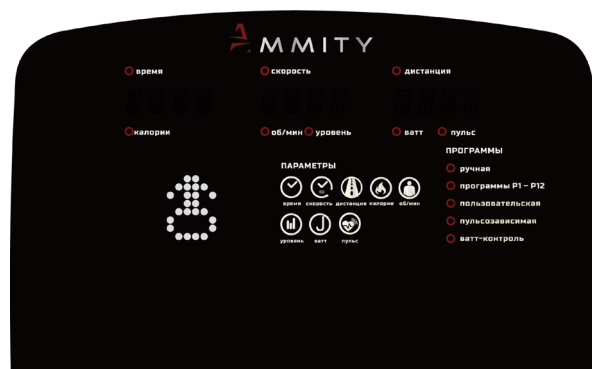 AMMITY
время скорость дистанция
калории об/мин уровень ватт пульс
ПРОГРАММЫ
ручная
программы P1 – P12
пользовательская
пульсозависимая
ватт-контроль
ПАРАМЕТРЫ
время скорость дистанция калории об/мин
уровень ватт пульс